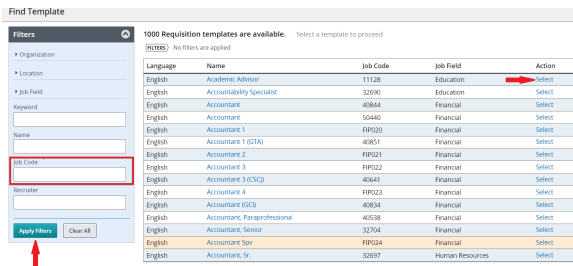 Find Template
Filters
Organization
Location
Job Field
Keyword
Name
Job Code
Recruiter
Apply Filters Clear All
1000 Requisition templates are available. Select a template to proceed
FILTERS No filters are applied
Language Name Job Code Job Field Action
English Academic Advisor 11128 Education Select
English Accountability Specialist 32690 Education Select
English Accountant 40844 Financial Select
English Accountant 50440 Financial Select
English Accountant 1 FIP020 Financial Select
English Accountant 1 (GTA) 40851 Financial Select
English Accountant 2 FIP021 Financial Select
English Accountant 3 FIP022 Financial Select
English Accountant 3 (CSCJ) 40641 Financial Select
English Accountant 4 FIP023 Financial Select
English Accountant (GCI) 40834 Financial Select
English Accountant, Paraprofessional 40538 Financial Select
English Accountant, Senior 32704 Financial Select
English Accountant Spv FIP024 Financial Select
English Accountant, Sr. 32697 Human Resources Select